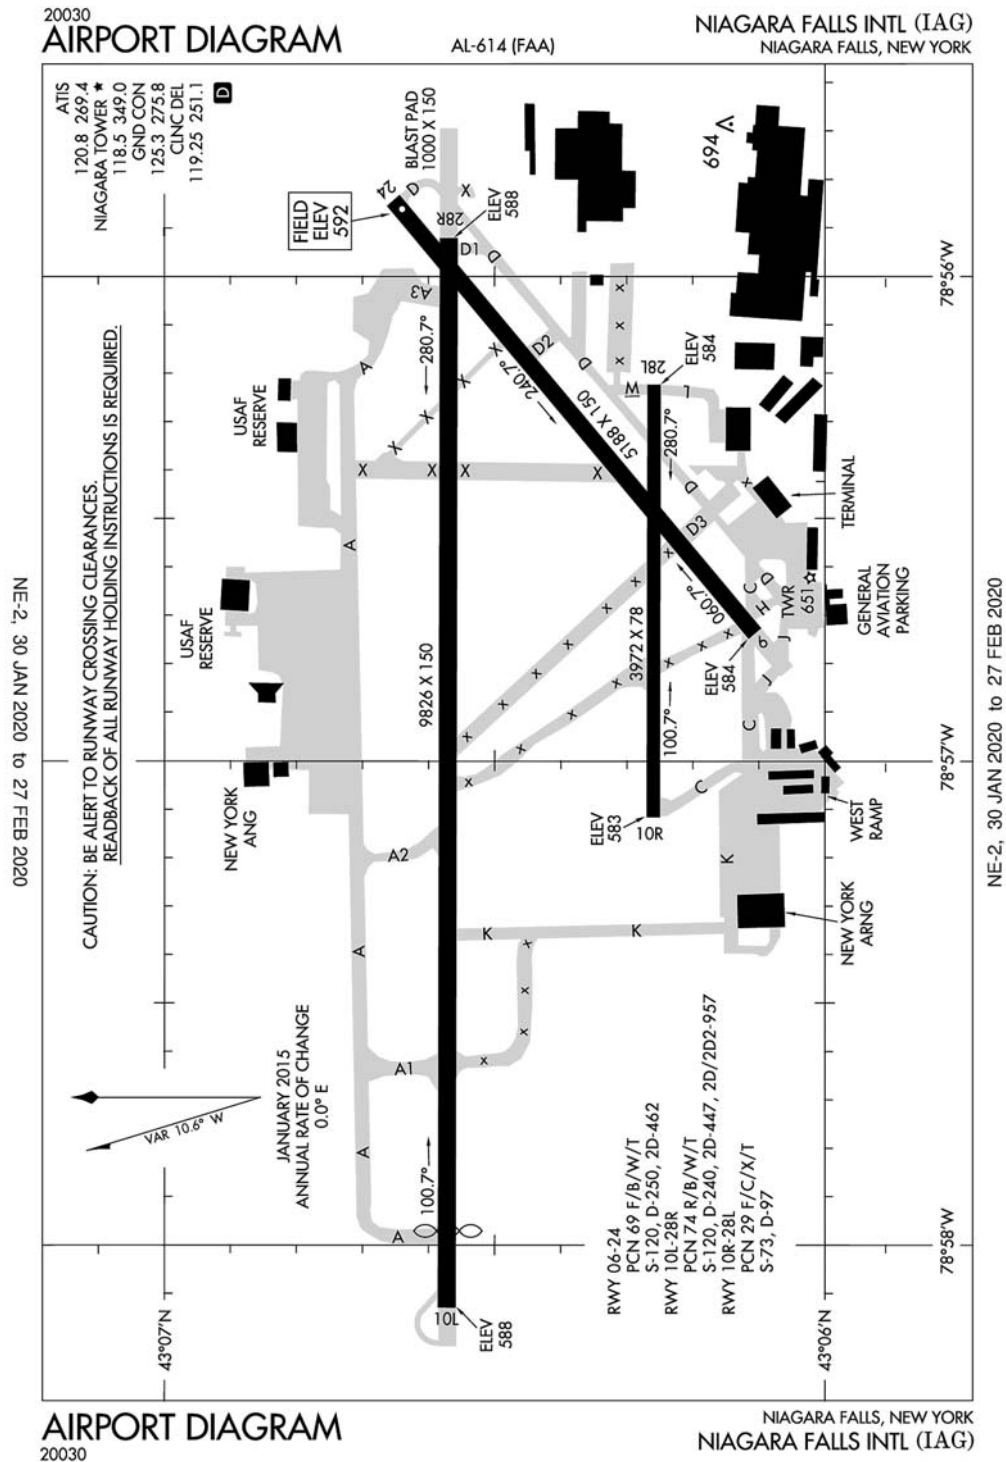 20030
AIRPORT DIAGRAM
AL-614 (FAA)
NIAGARA FALLS INTL (IAG)
NIAGARA FALLS, NEW YORK
ATIS
120.8 269.4
NIAGARA TOWER ★
118.5 349.0
GND CON
125.3 275.8
CLNC DEL
119.25 251.1
D
CAUTION: BE ALERT TO RUNWAY CROSSING CLEARANCES.
READBACK OF ALL RUNWAY HOLDING INSTRUCTIONS IS REQUIRED.
FIELD
ELEV
592
24
D
BLAST PAD
1000 X 150
X
28R
ELEV
588
D1
D
694
78°56'W
A3
280.7°
A
X
X
X
X
D2
240.7°
D
5188 X 150
X
X
X
28L
W
L
ELEV
584
280.7°
USAF
RESERVE
X
X
X
X
A
D
D3
X
TERMINAL
USAF
RESERVE
X
X
X
X
X
X
X
060.7°
3972 X 78
X
X
X
X
X
X
X
C
D
H
TWR
651
GENERAL
AVIATION
PARKING
6
J
J
ELEV
584
C
9826 X 150
100.7°
78°57'W
NEW YORK
ANG
ELEV
583
10R
C
WEST
RAMP
A2
K
K
K
NEW YORK
ARNG
A
X
X
X
X
A1
JANUARY 2015
ANNUAL RATE OF CHANGE
0.0° E
VAR 10.6° W
A
100.7°
A
10L
ELEV
588
RWY 06-24
PCN 69 F/B/W/T
S-120, D-250, 2D-462
RWY 10L-28R
PCN 74 R/B/W/T
S-120, D-240, 2D-447, 2D/2D2-957
RWY 10R-28L
PCN 29 F/C/X/T
S-73, D-97
78°58'W
43°07'N
43°06'N
NE-2, 30 JAN 2020 to 27 FEB 2020
NE-2, 30 JAN 2020 to 27 FEB 2020
AIRPORT DIAGRAM
20030
NIAGARA FALLS, NEW YORK
NIAGARA FALLS INTL (IAG)